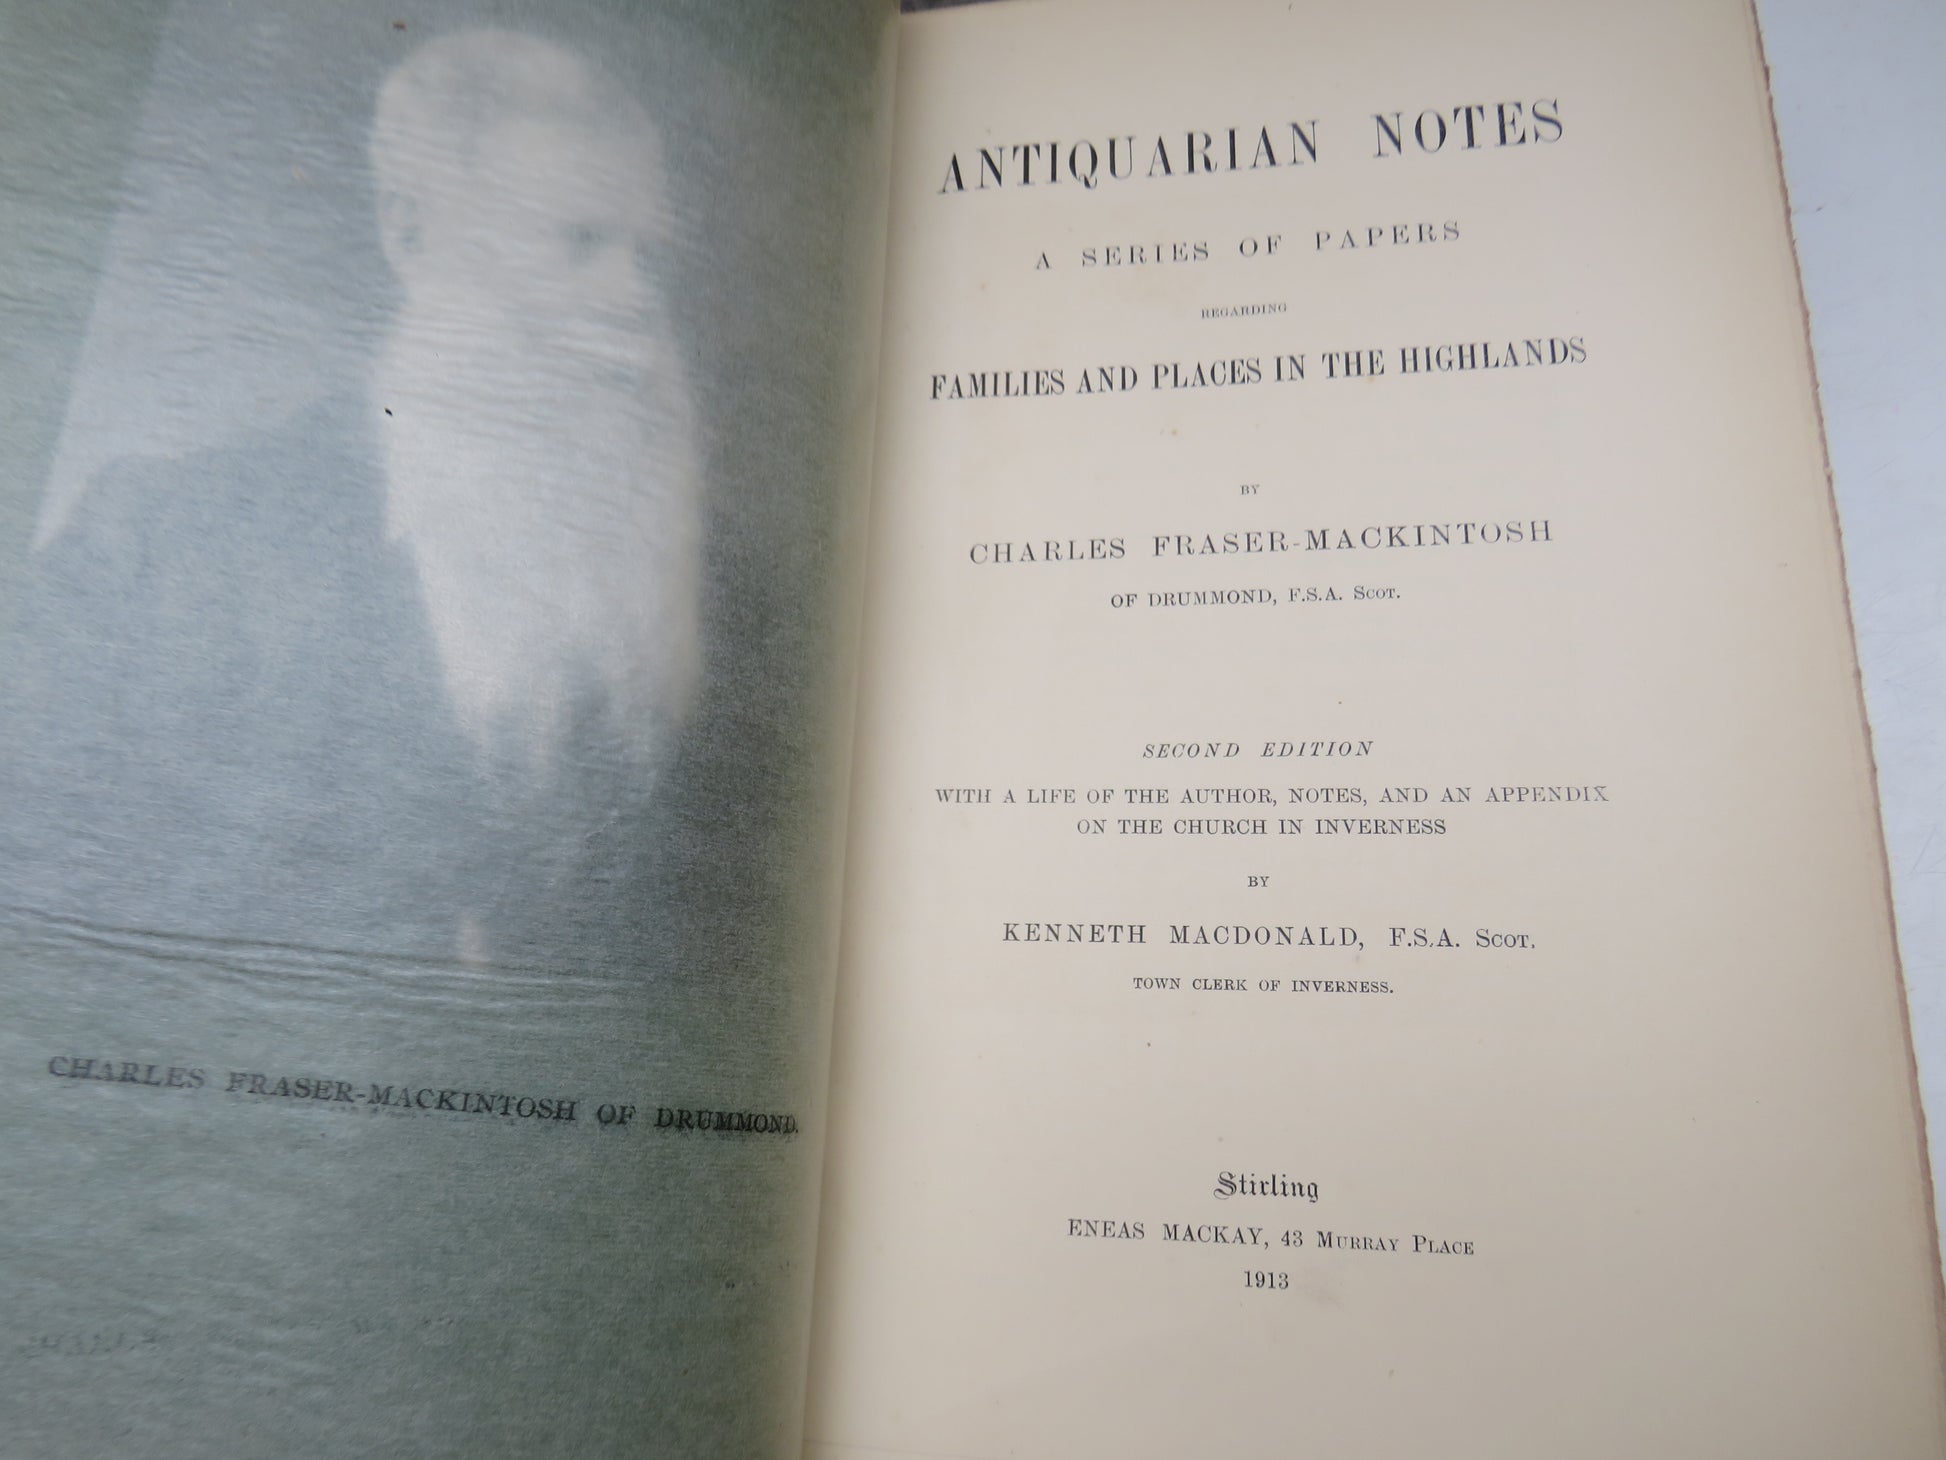 CHARLES FRASER-MACKINTOSH OF DRUMMOND.
ANTIQUARIAN NOTES
A SERIES OF PAPERS
REGARDING
FAMILIES AND PLACES IN THE HIGHLANDS
BY
CHARLES FRASER-MACKINTOSH
OF DRUMMOND, F.S.A. SCOT.
SECOND EDITION
WITH A LIFE OF THE AUTHOR, NOTES, AND AN APPENDIX
ON THE CHURCH IN INVERNESS
BY
KENNETH MACDONALD, F.S.A. SCOT.
TOWN CLERK OF INVERNESS.
Stirling
ENEAS MACKAY, 43 MURRAY PLACE
1913